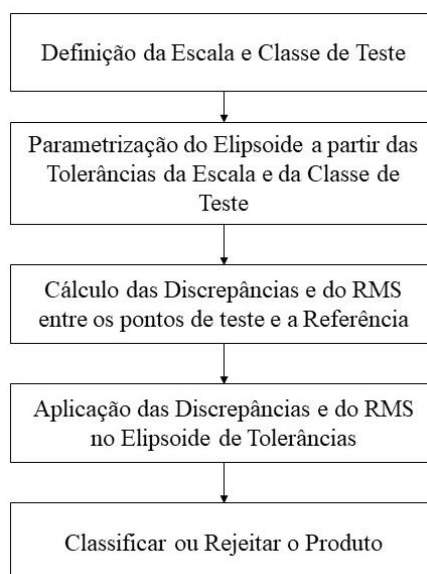 Definição da Escala e Classe de Teste
Parametrização do Elipsoide a partir das
Tolerâncias da Escala e da Classe de
Teste
Cálculo das Discrepâncias e do RMS
entre os pontos de teste e a Referência
Aplicação das Discrepâncias e do RMS
no Elipsoide de Tolerâncias
Classificar ou Rejeitar o Produto